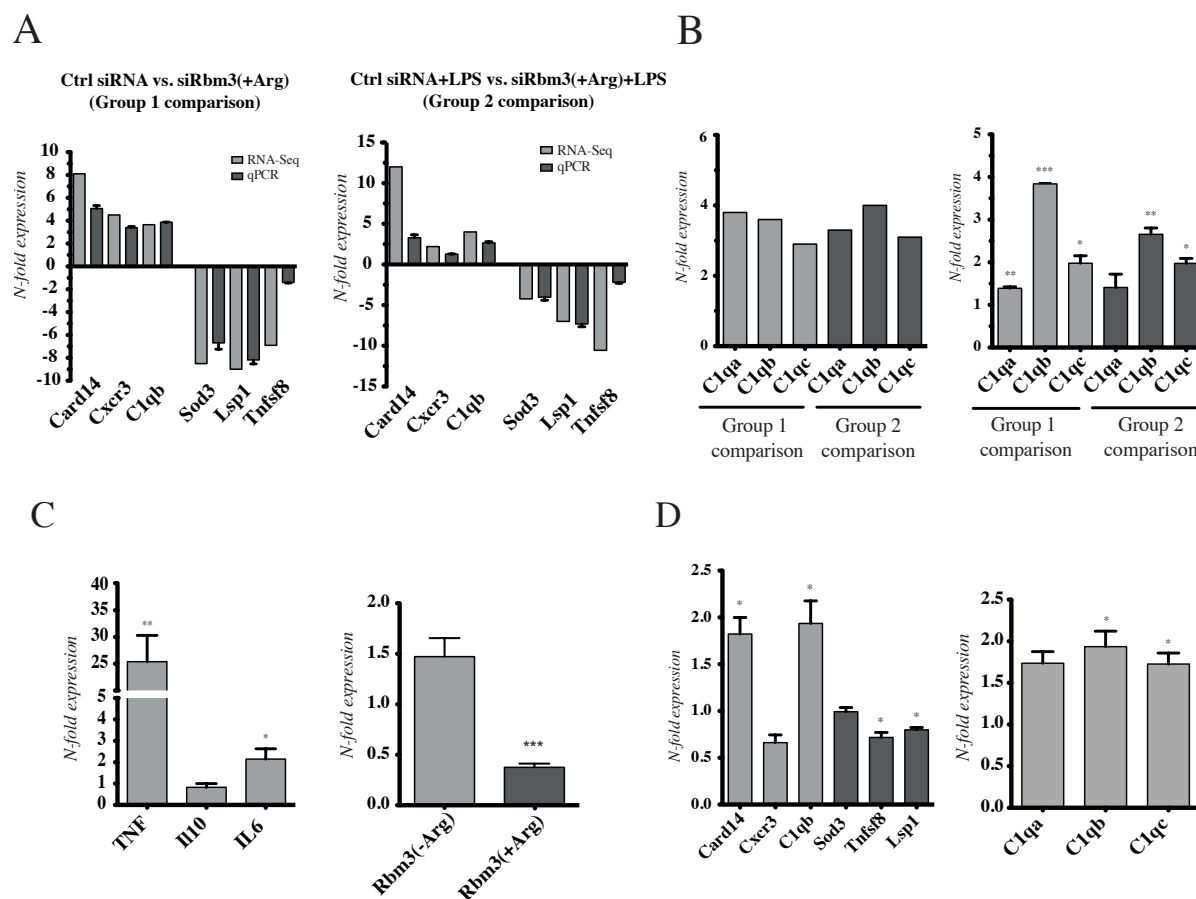 A
Ctrl siRNA vs. siRbm3(+Arg)
(Group 1 comparison)
N-fold expression
10
8
6
4
2
0
-2
-4
-6
-8
-10
RNA-Seq
qPCR
Card14
Cxcr3
C1qb
Sod3
Lsp1
Tnfsf8
Ctrl siRNA+LPS vs. siRbm3(+Arg)+LPS
(Group 2 comparison)
N-fold expression
15
10
5
0
-5
-10
-15
RNA-Seq
qPCR
Card14
Cxcr3
C1qb
Sod3
Lsp1
Tnfsf8
B
N-fold expression
6
4
2
0
C1qa
C1qb
C1qc
C1qa
C1qb
C1qc
Group 1
comparison
Group 2
comparison
N-fold expression
5
4
3
2
1
0
**
***
*
**
*
C1qa
C1qb
C1qc
C1qa
C1qb
C1qc
Group 1
comparison
Group 2
comparison
C
N-fold expression
40
35
30
25
5
4
3
2
1
0
**
*
TNF
Il10
IL6
N-fold expression
2.0
1.5
1.0
0.5
0.0
***
Rbm3(-Arg)
Rbm3(+Arg)
D
N-fold expression
2.5
2.0
1.5
1.0
0.5
0.0
*
*
*
*
Card14
Cxcr3
C1qb
Sod3
Tnfsf8
Lsp1
N-fold expression
2.5
2.0
1.5
1.0
0.5
0.0
*
*
C1qa
C1qb
C1qc